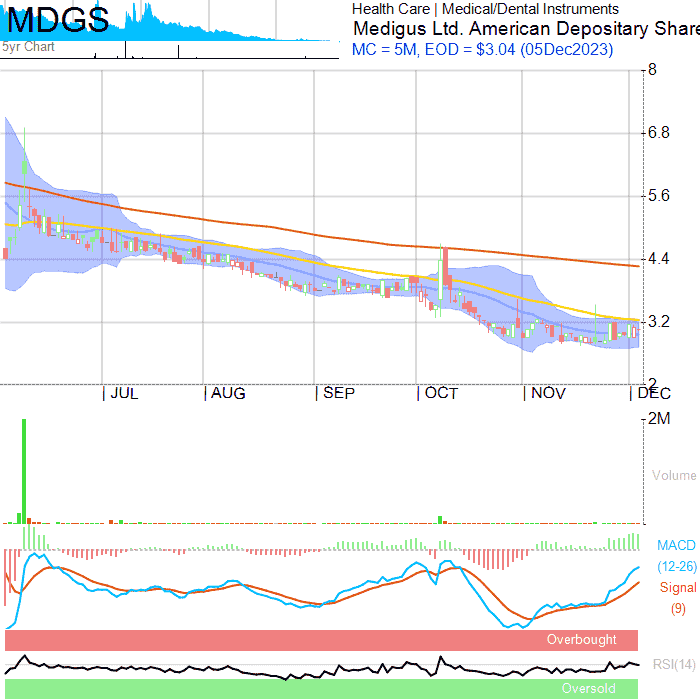 MDGS
5yr Chart
Health Care | Medical/Dental Instruments
Medigus Ltd. American Depositary Share
MC = 5M, EOD = $3.04 (05Dec2023)
8
6.8
5.6
4.4
3.2
2
JUL AUG SEP OCT NOV DEC
2M
Volume
MACD
(12-26)
Signal
(9)
Overbought
RSI(14)
Oversold